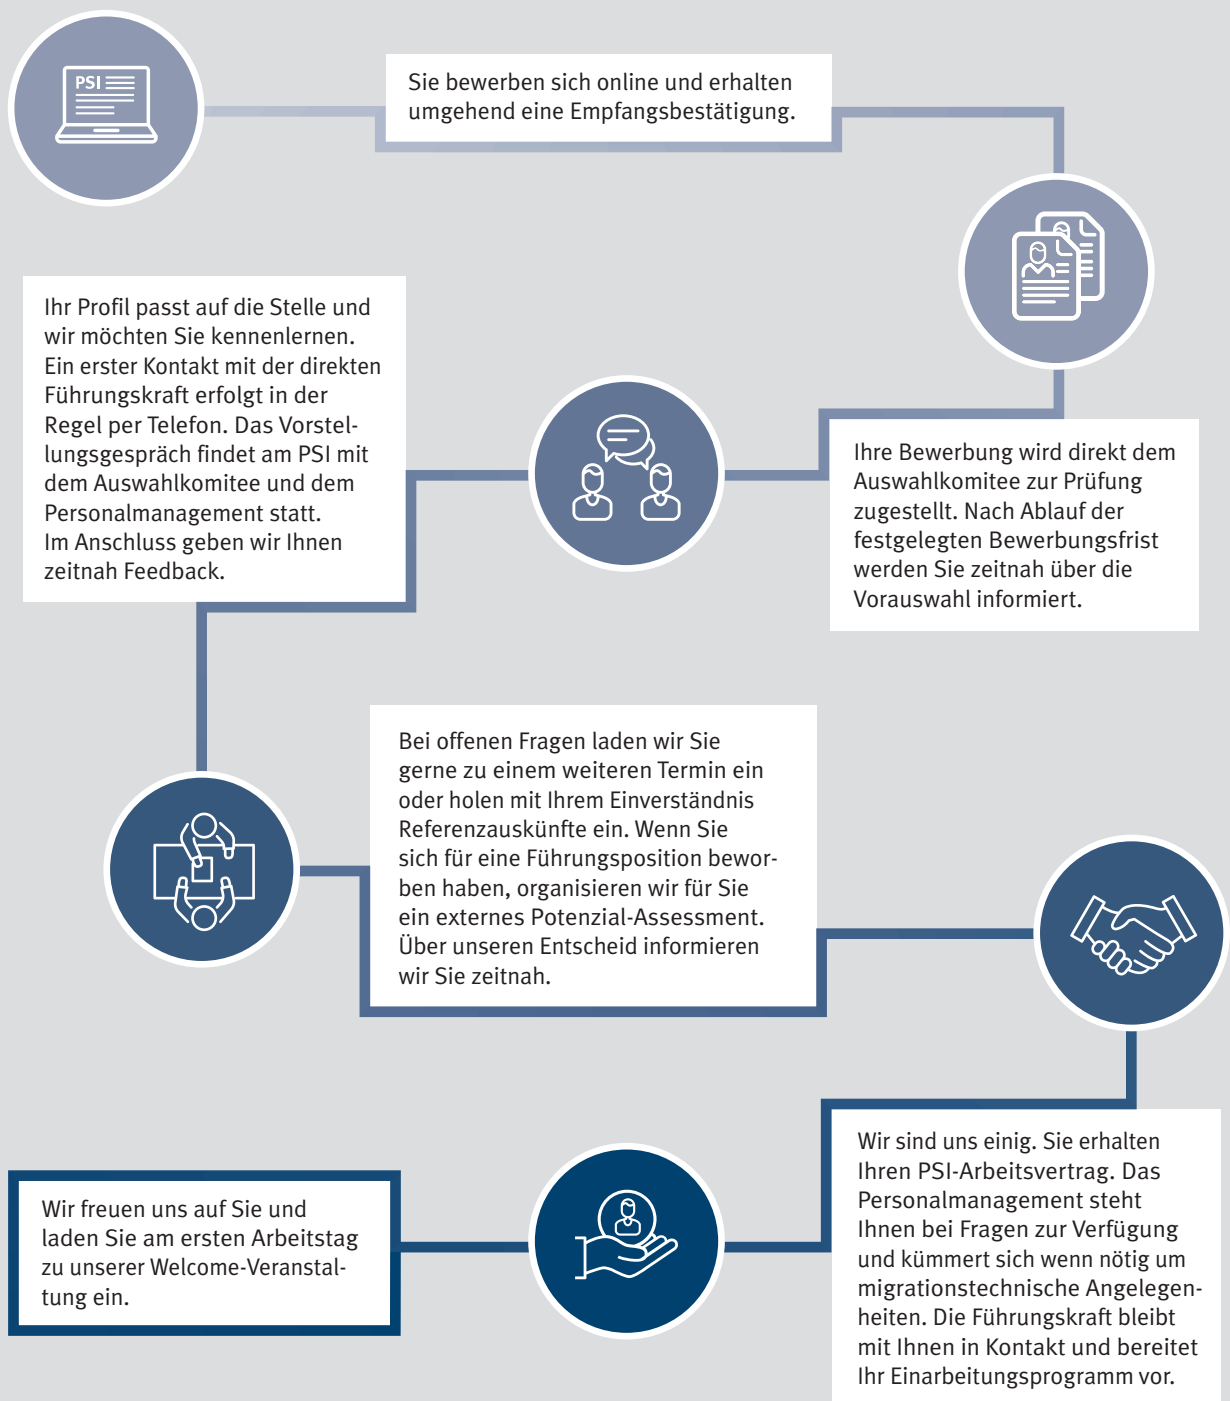 PSI
Sie bewerben sich online und erhalten
umgehend eine Empfangsbestätigung.
Ihre Bewerbung wird direkt dem
Auswahlkomitee zur Prüfung
zugestellt. Nach Ablauf der
festgelegten Bewerbungsfrist
werden Sie zeitnah über die
Vorauswahl informiert.
Ihr Profil passt auf die Stelle und
wir möchten Sie kennenlernen.
Ein erster Kontakt mit der direkten
Führungskraft erfolgt in der
Regel per Telefon. Das Vorstel-
lungsgespräch findet am PSI mit
dem Auswahlkomitee und dem
Personalmanagement statt.
Im Anschluss geben wir Ihnen
zeitnah Feedback.
Bei offenen Fragen laden wir Sie
gerne zu einem weiteren Termin ein
oder holen mit Ihrem Einverständnis
Referenzauskünfte ein. Wenn Sie
sich für eine Führungsposition bewor-
ben haben, organisieren wir für Sie
ein externes Potenzial-Assessment.
Über unseren Entscheid informieren
wir Sie zeitnah.
Wir sind uns einig. Sie erhalten
Ihren PSI-Arbeitsvertrag. Das
Personalmanagement steht
Ihnen bei Fragen zur Verfügung
und kümmert sich wenn nötig um
migrationstechnische Angelegen-
heiten. Die Führungskraft bleibt
mit Ihnen in Kontakt und bereitet
Ihr Einarbeitungsprogramm vor.
Wir freuen uns auf Sie und
laden Sie am ersten Arbeitstag
zu unserer Welcome-Veranstal-
tung ein.